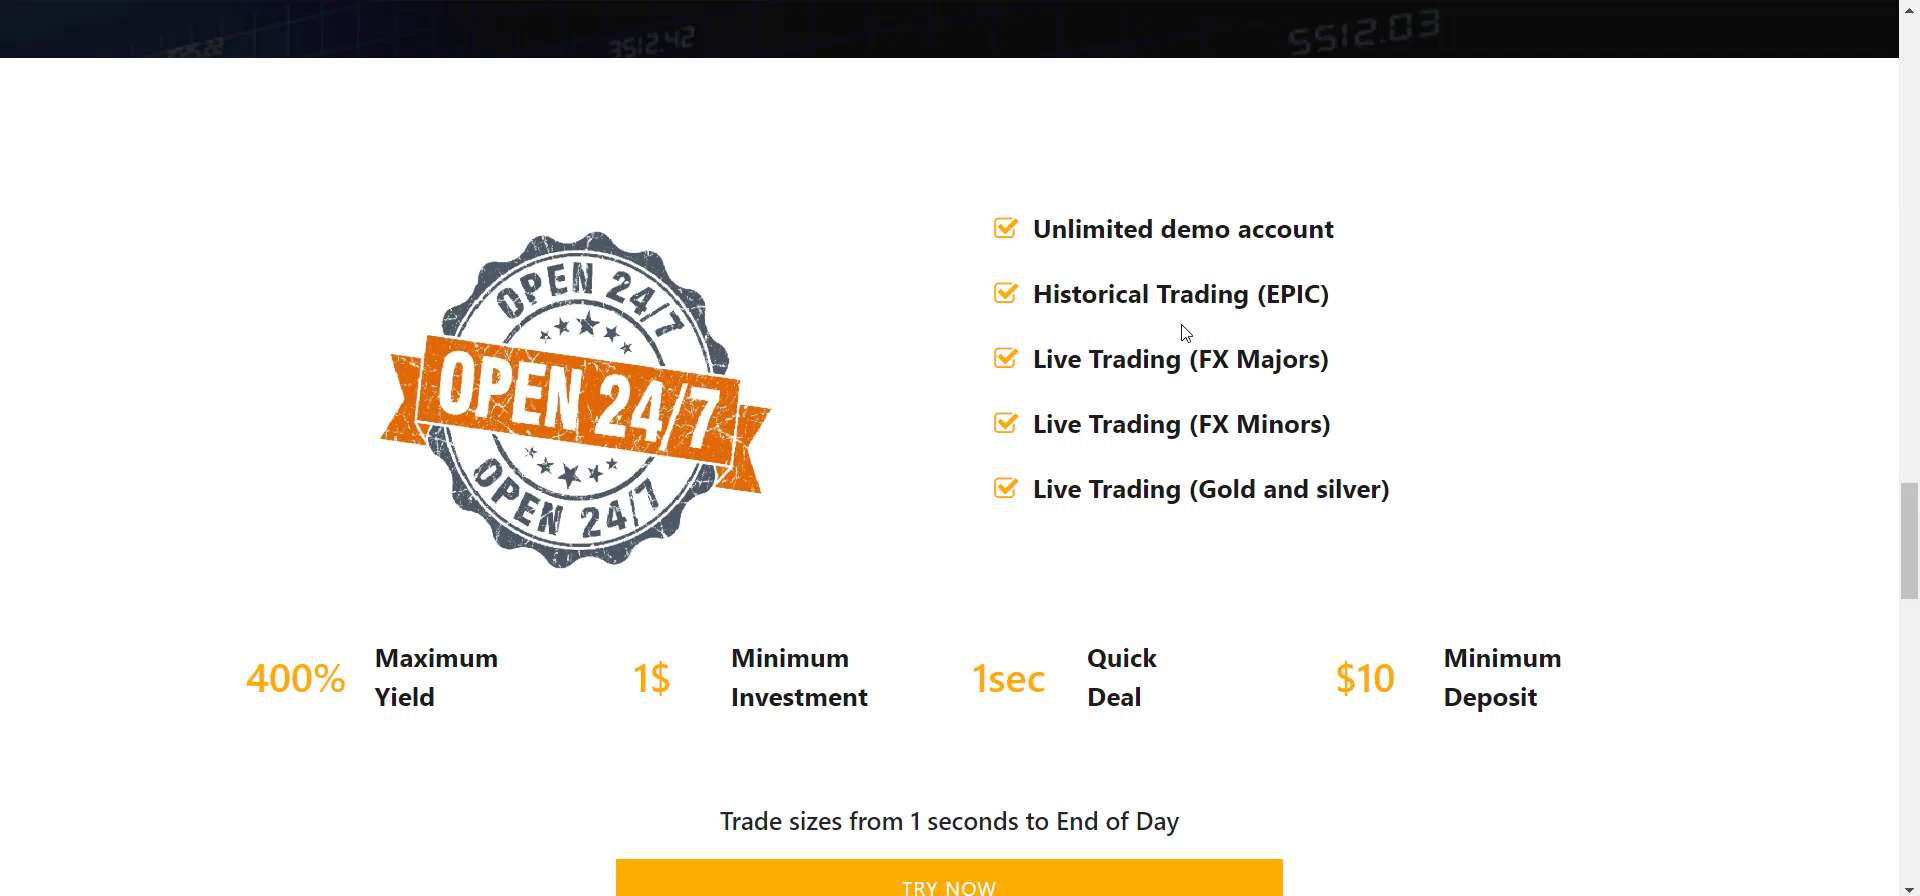 3512.42
5512.03
OPEN 24/7
OPEN 24/7
OPEN 24/7
Unlimited demo account
Historical Trading (EPIC)
Live Trading (FX Majors)
Live Trading (FX Minors)
Live Trading (Gold and silver)
400%
Maximum
Yield
1$
Minimum
Investment
1sec
Quick
Deal
$10
Minimum
Deposit
Trade sizes from 1 seconds to End of Day
TRY NOW